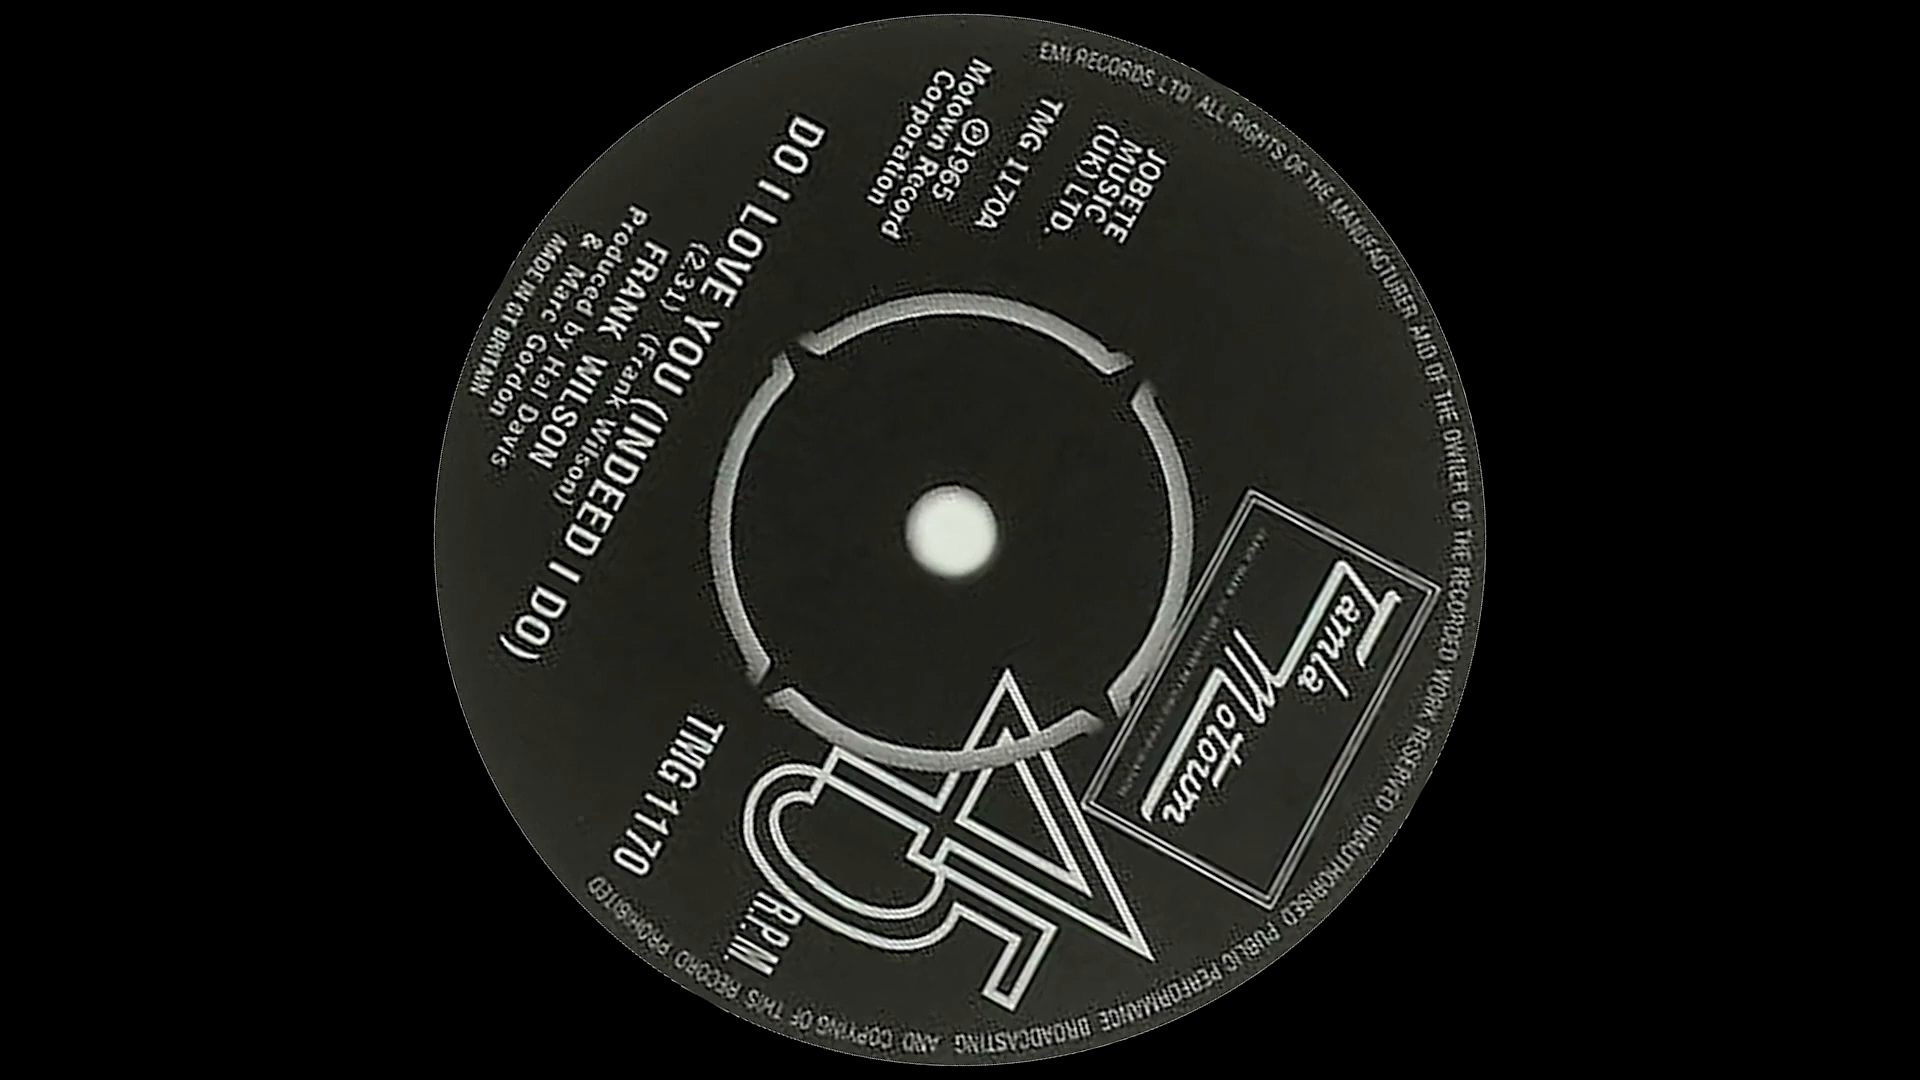 EMI RECORDS LTD ALL RIGHTS OF THE MANUFACTURER AND OF THE OWNER OF THE RECORDED WORK RESERVED UNAUTHORISED PUBLIC PERFORMANCE BROADCASTING AND COPYING OF THIS RECORD PROHIBITED
Tamla
Motown
45
R.P.M.
JOBETE
MUSIC
(UK) LTD.
TMG 1170A
℗1965
Motown Record
Corporation
TMG 1170
DO I LOVE YOU (INDEED I DO)
(2.31) (Frank Wilson)
FRANK WILSON
Produced by Hal Davis
& Marc Gordon
MADE IN GT BRITAIN